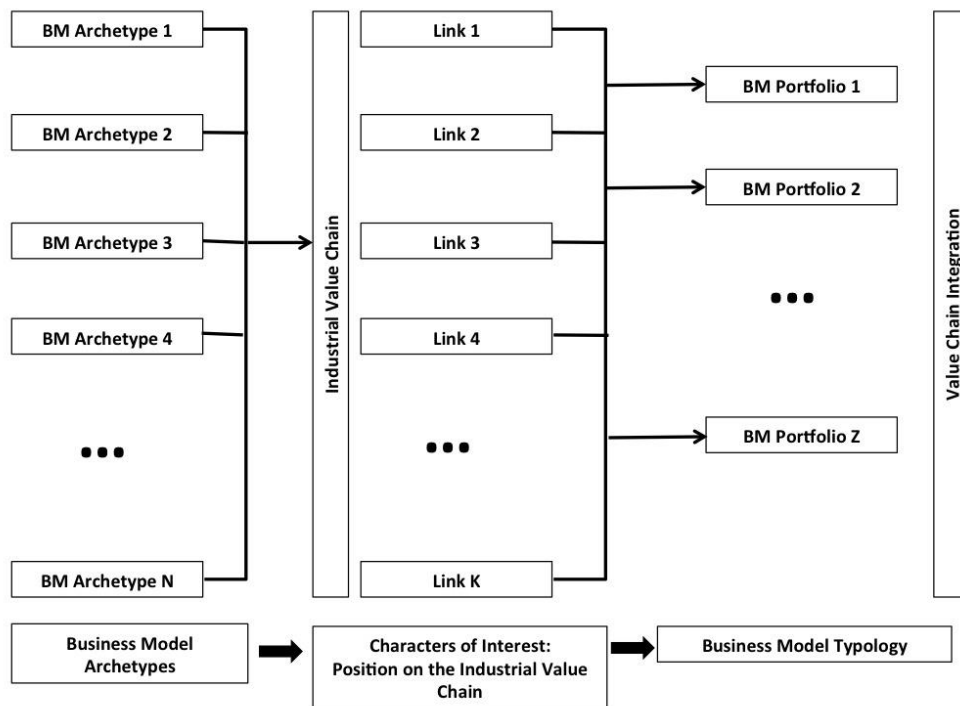 BM Archetype 1
BM Archetype 2
BM Archetype 3
BM Archetype 4
...
BM Archetype N
Industrial Value Chain
Link 1
Link 2
Link 3
Link 4
...
Link K
BM Portfolio 1
BM Portfolio 2
...
BM Portfolio Z
Value Chain Integration
Business Model
Archetypes
Characters of Interest:
Position on the Industrial Value
Chain
Business Model Typology